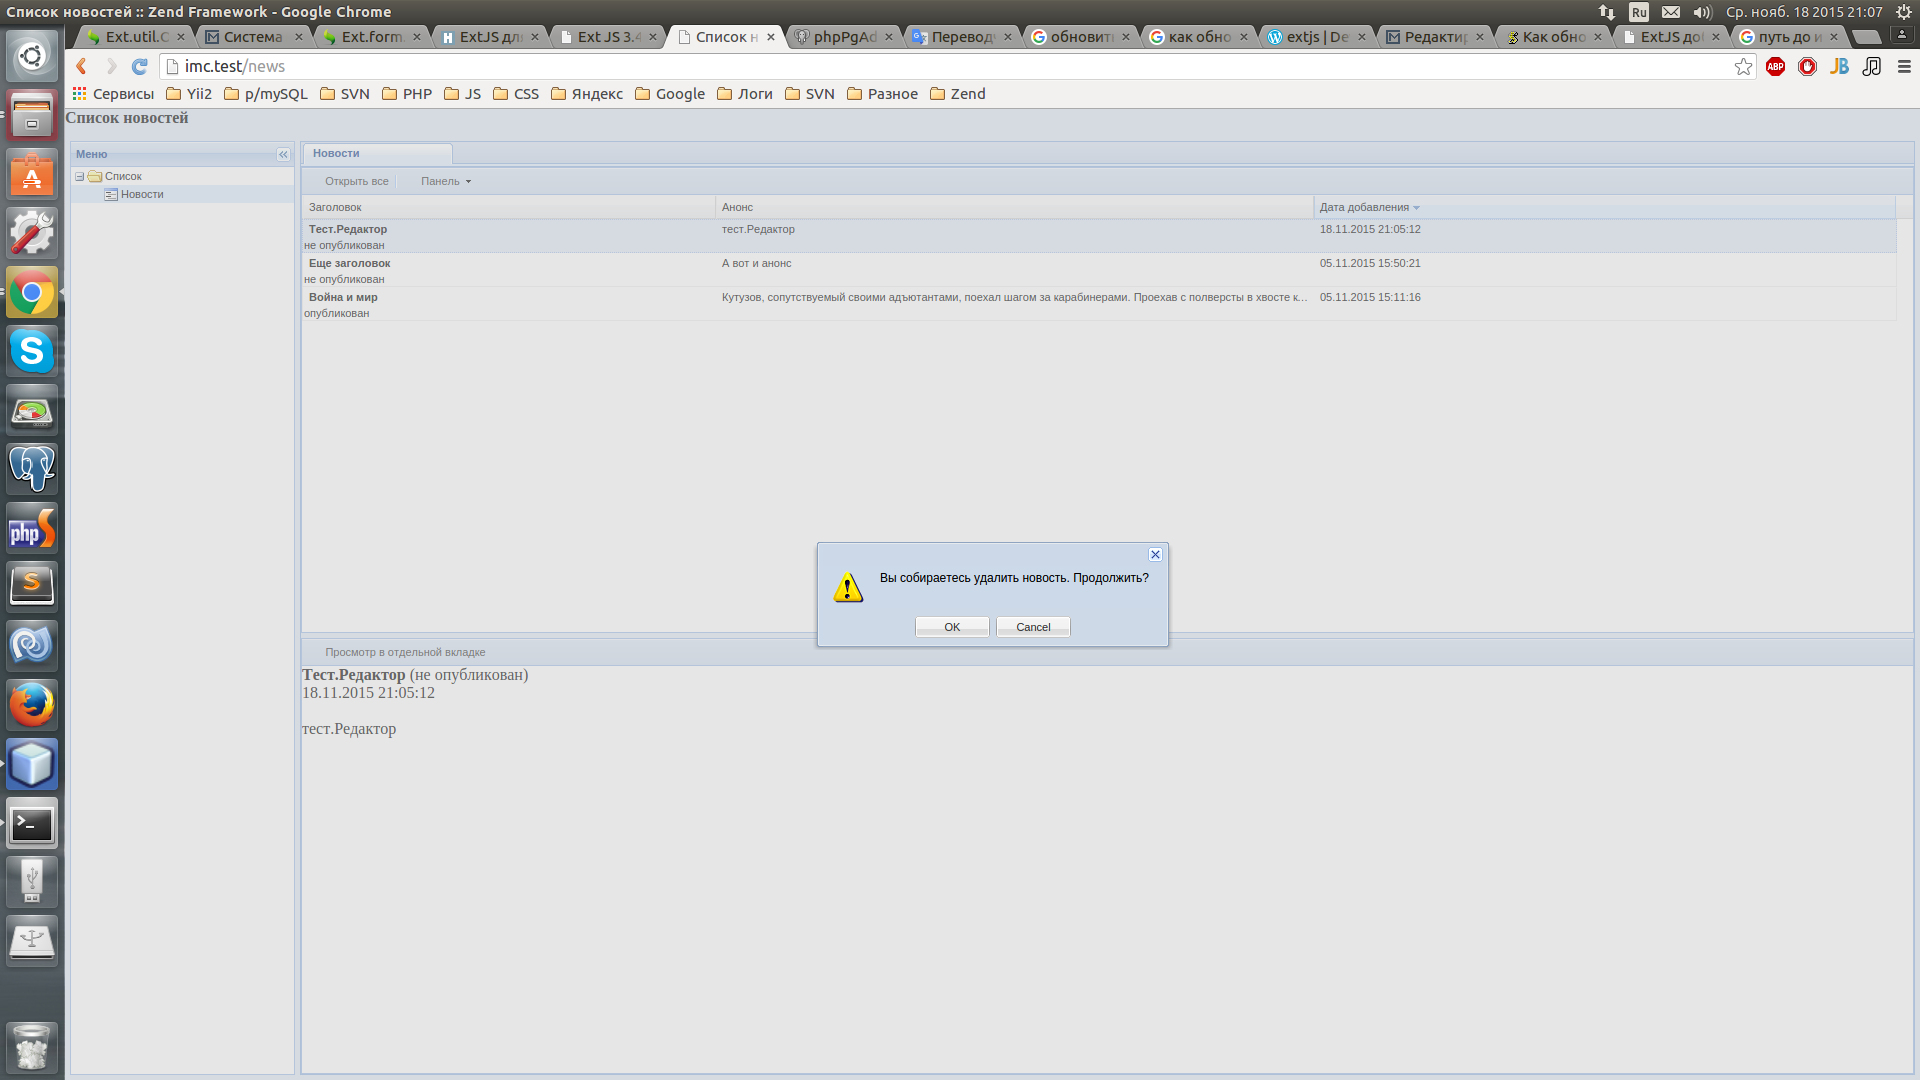 Список новостей :: Zend Framework - Google Chrome
Ru
Ср. нояб. 18 2015 21:07
Ext.util.C
Система
Ext.form.
ExtJS дл
Ext JS 3.4
Список н
phpPgAd
Перевод
обновит
как обно
extjs | De
Редактир
Как обно
ExtJS до
путь до и
imc.test/news
ABP
JB
Сервисы
Yii2
p/mySQL
SVN
PHP
JS
CSS
Яндекс
Google
Логи
SVN
Разное
Zend
Список новостей
Меню
Список
Новости
Новости
Открыть все
Панель
Заголовок
Анонс
Дата добавления
Тест.Редактор
тест.Редактор
18.11.2015 21:05:12
не опубликован
Еще заголовок
А вот и анонс
05.11.2015 15:50:21
не опубликован
Война и мир
Кутузов, сопутствуемый своими адъютантами, поехал шагом за карабинерами. Проехав с полверсты в хвосте к...
05.11.2015 15:11:16
опубликован
Вы собираетесь удалить новость. Продолжить?
OK
Cancel
Просмотр в отдельной вкладке
Тест.Редактор (не опубликован)
18.11.2015 21:05:12
тест.Редактор
php